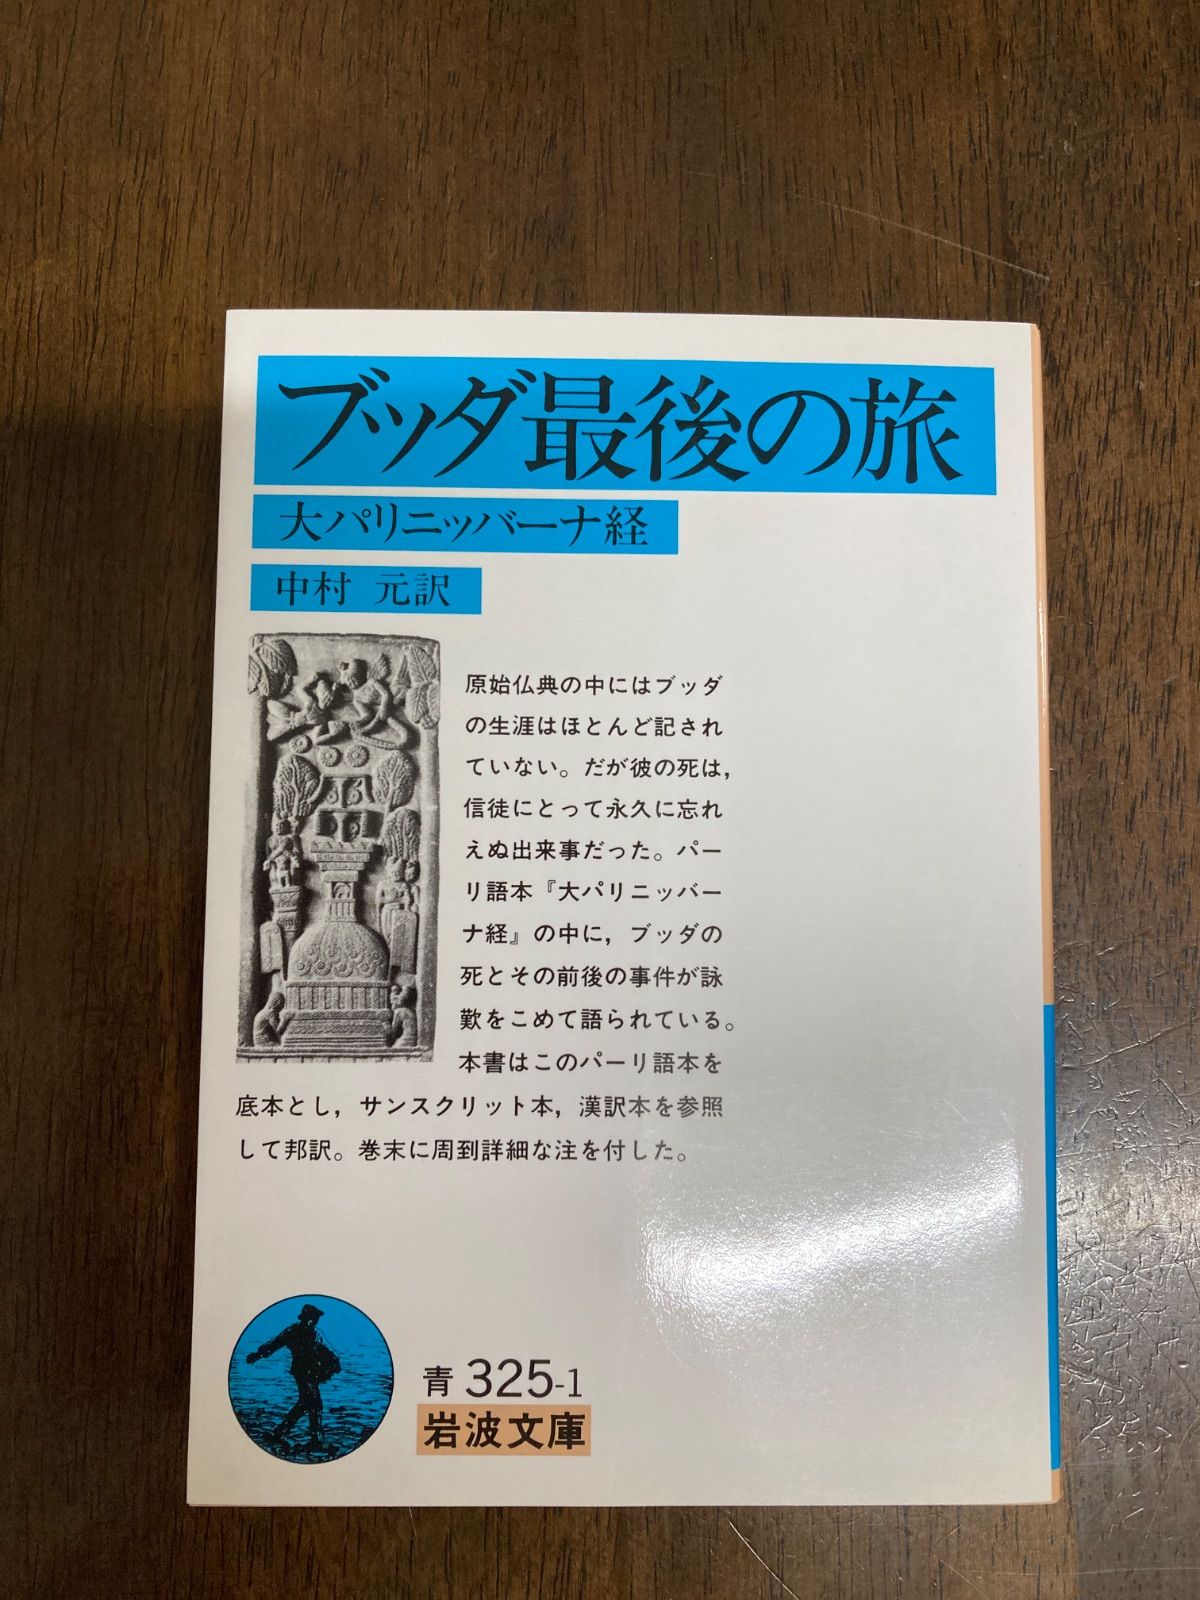 ブッダ最後の旅
大パリニッバーナ経
中村 元訳
原始仏典の中にはブッダ
の生涯はほとんど記され
ていない。だが彼の死は，
信徒にとって永久に忘れ
えぬ出来事だった。パー
リ語本『大パリニッバー
ナ経』の中に，ブッダの
死とその前後の事件が詠
歎をこめて語られている。
本書はこのパーリ語本を
底本とし，サンスクリット本，漢訳本を参照
して邦訳。巻末に周到詳細な注を付した。
青 325-1
岩波文庫